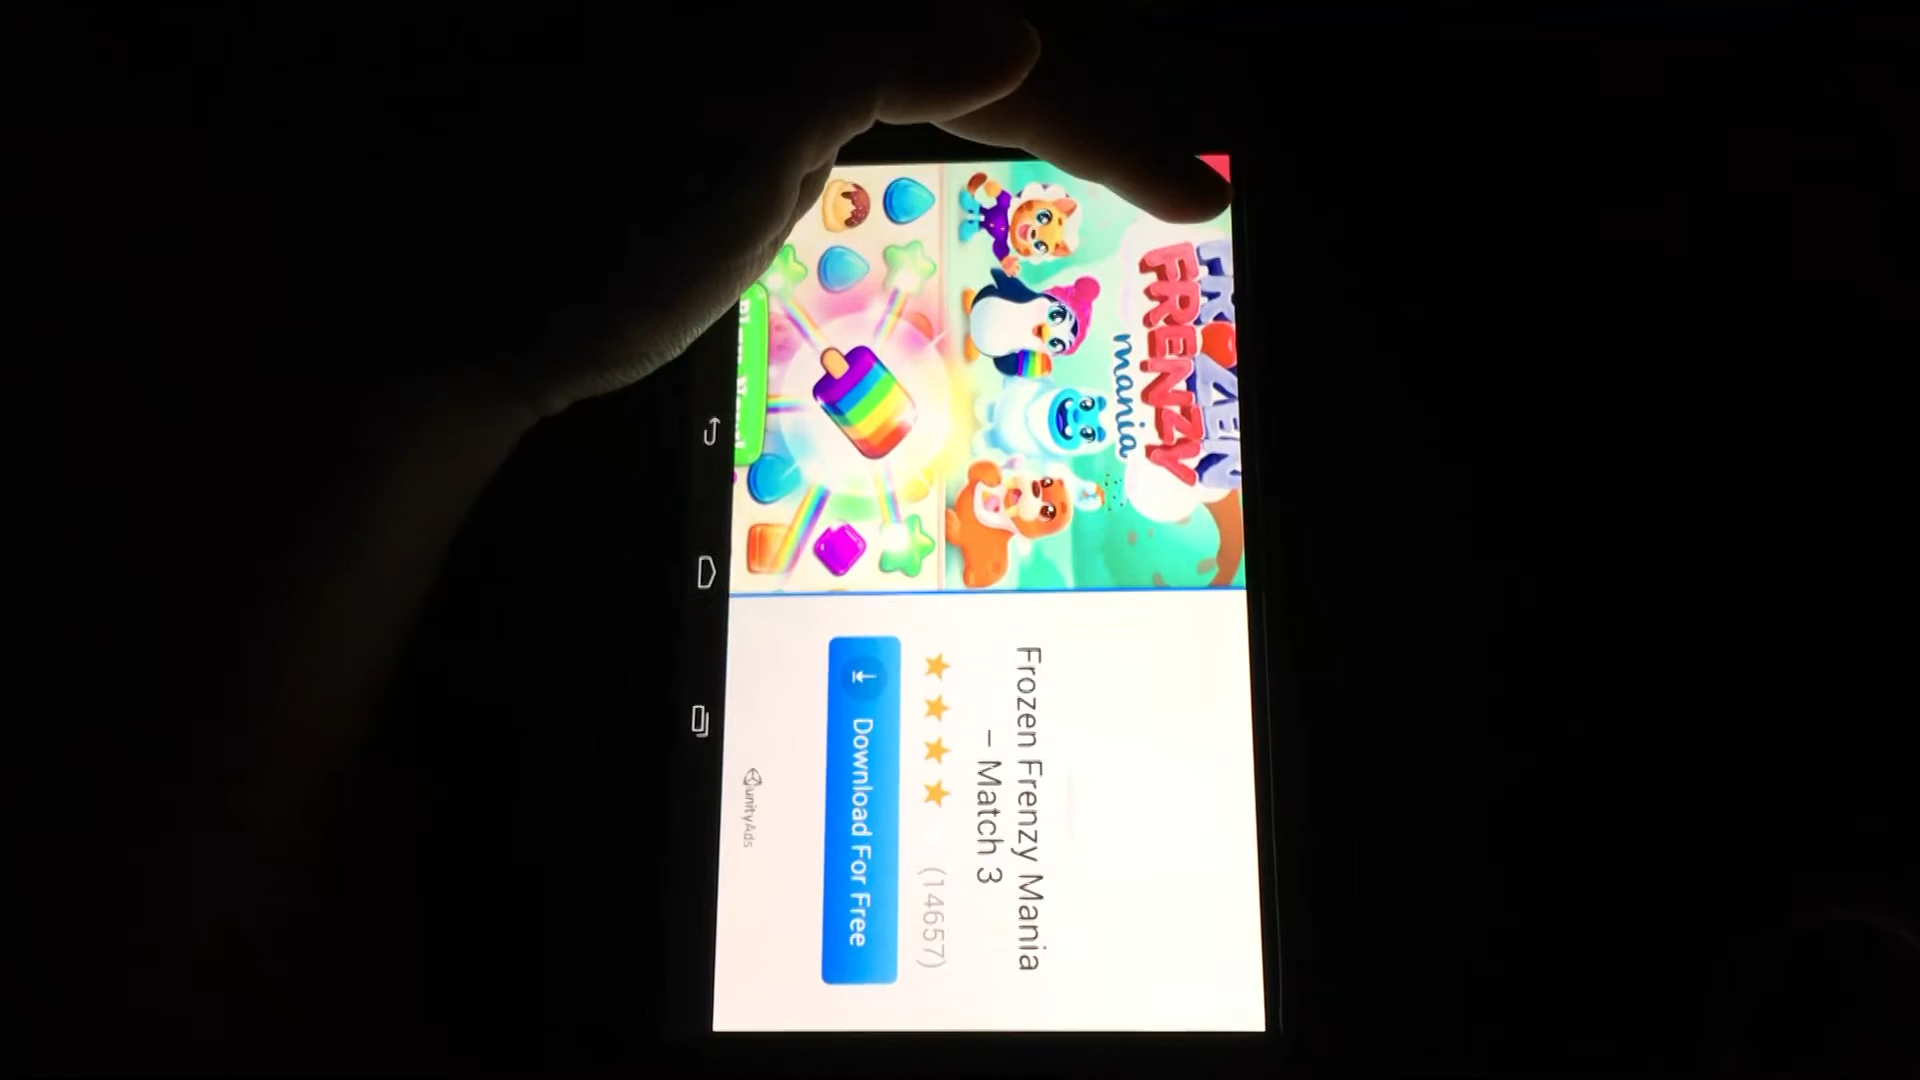 FROZEN
FRENZY
mania
Frozen Frenzy Mania
– Match 3
(14657)
Download For Free
unityAds